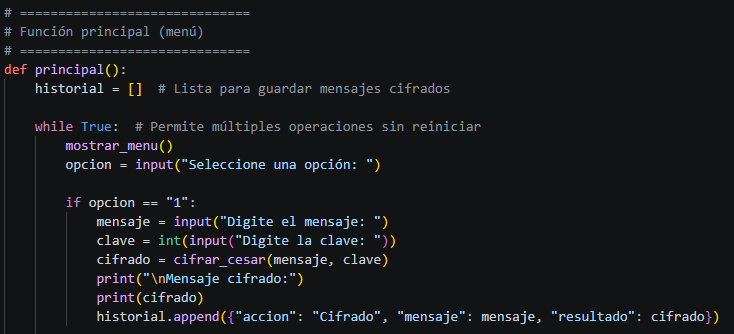 # ==============================
# Función principal (menú)
# ==============================
def principal():
    historial = []  # Lista para guardar mensajes cifrados

    while True:  # Permite múltiples operaciones sin reiniciar
        mostrar_menu()
        opcion = input("Seleccione una opción: ")

        if opcion == "1":
            mensaje = input("Digite el mensaje: ")
            clave = int(input("Digite la clave: "))
            cifrado = cifrar_cesar(mensaje, clave)
            print("\nMensaje cifrado:")
            print(cifrado)
            historial.append({"accion": "Cifrado", "mensaje": mensaje, "resultado": cifrado})